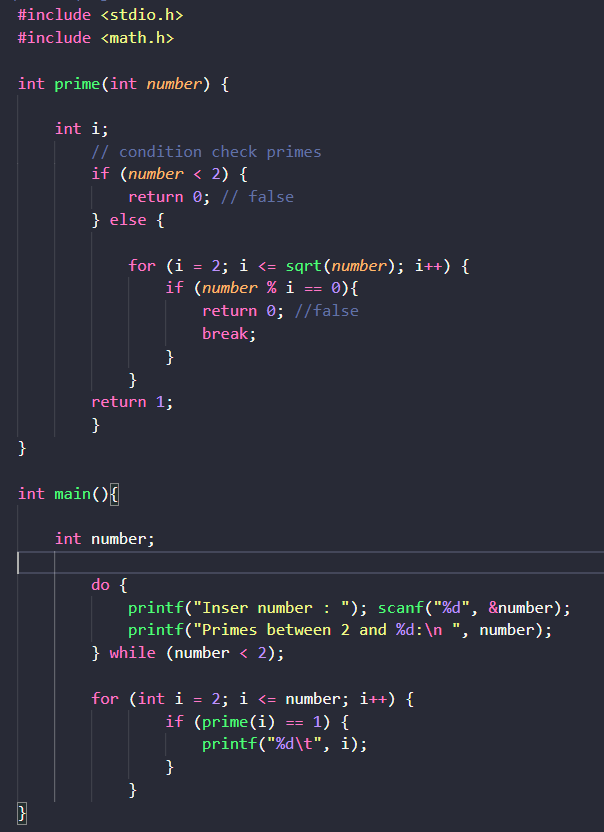 #include <stdio.h>
#include <math.h>
int prime(int number) {
int i;
// condition check primes
if (number < 2) {
return 0; // false
} else {
for (i = 2; i <= sqrt(number); i++) {
if (number % i == 0){
return 0; //false
break;
}
}
return 1;
}
}
int main(){
int number;
do {
printf("Inser number : "); scanf("%d", &number);
printf("Primes between 2 and %d:\n ", number);
} while (number < 2);
for (int i = 2; i <= number; i++) {
if (prime(i) == 1) {
printf("%d\t", i);
}
}
}